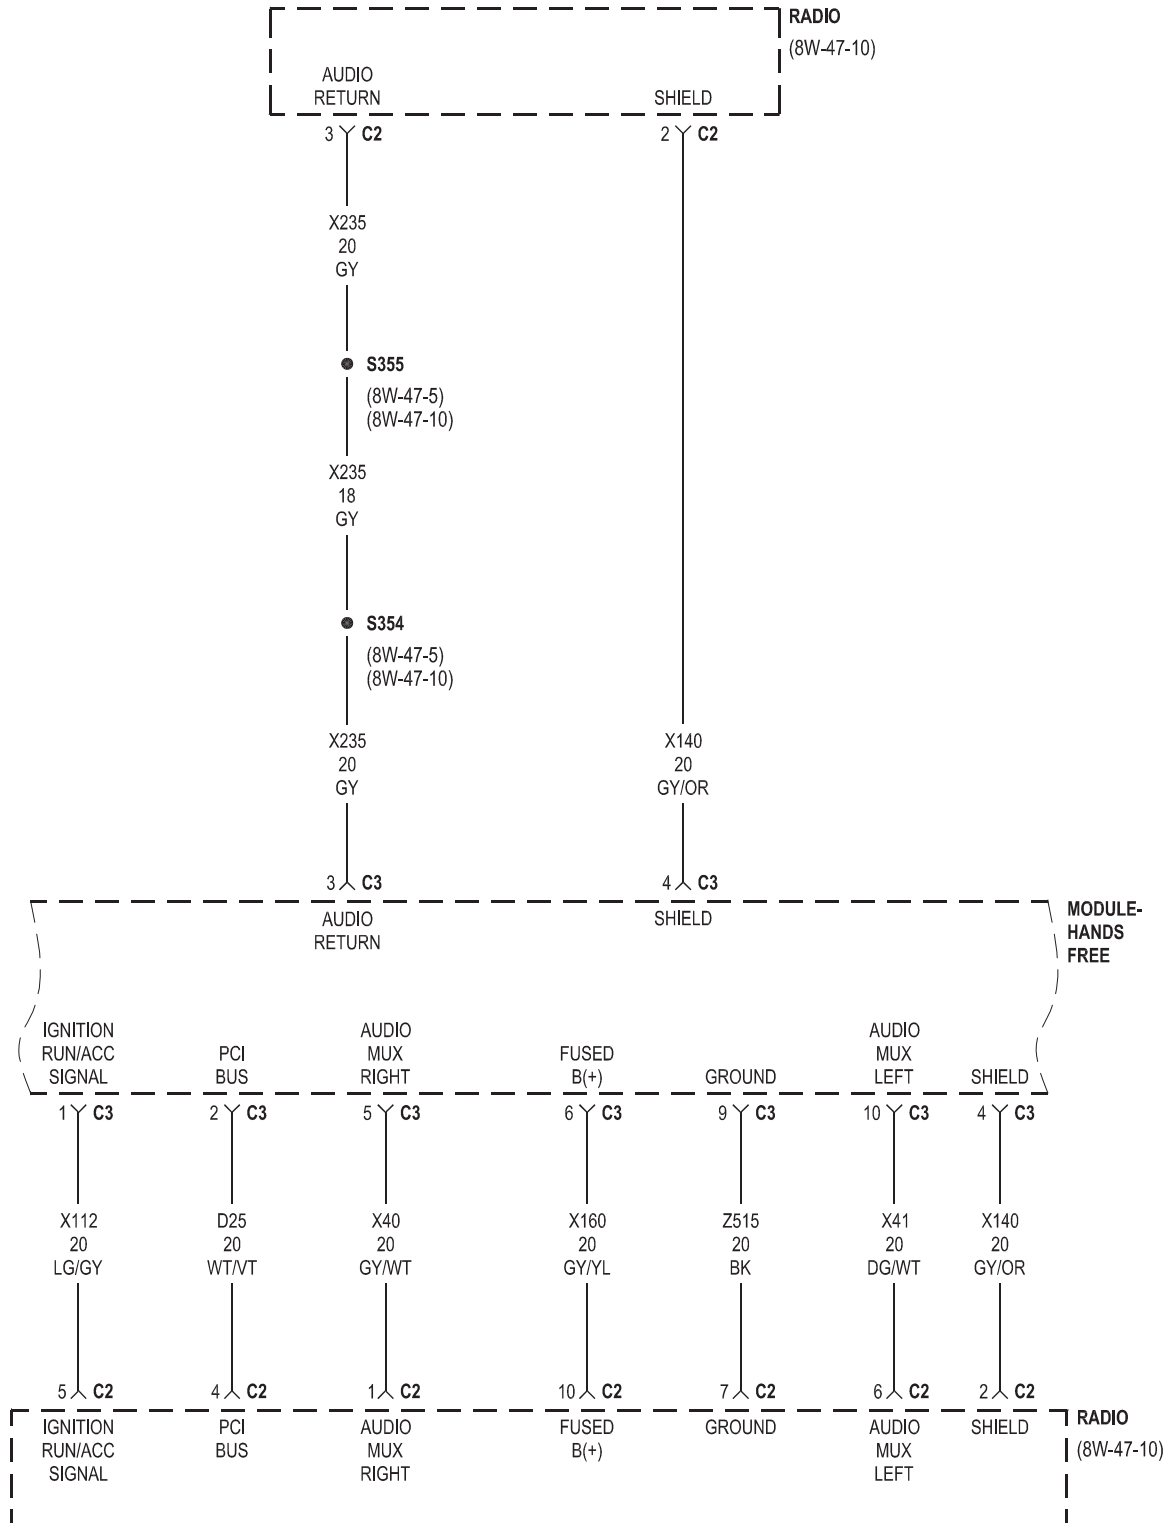 RADIO
(8W-47-10)
AUDIO
RETURN
SHIELD
3 C2
2 C2
X235
20
GY
S355
(8W-47-5)
(8W-47-10)
X235
18
GY
S354
(8W-47-5)
(8W-47-10)
X235
20
GY
X140
20
GY/OR
3 C3
4 C3
AUDIO
RETURN
SHIELD
MODULE-
HANDS
FREE
IGNITION
RUN/ACC
SIGNAL
PCI
BUS
AUDIO
MUX
RIGHT
FUSED
B(+)
GROUND
AUDIO
MUX
LEFT
SHIELD
1 C3
2 C3
5 C3
6 C3
9 C3
10 C3
4 C3
X112
20
LG/GY
D25
20
WT/VT
X40
20
GY/WT
X160
20
GY/YL
Z515
20
BK
X41
20
DG/WT
X140
20
GY/OR
5 C2
4 C2
1 C2
10 C2
7 C2
6 C2
2 C2
IGNITION
RUN/ACC
SIGNAL
PCI
BUS
AUDIO
MUX
RIGHT
FUSED
B(+)
GROUND
AUDIO
MUX
LEFT
SHIELD
RADIO
(8W-47-10)